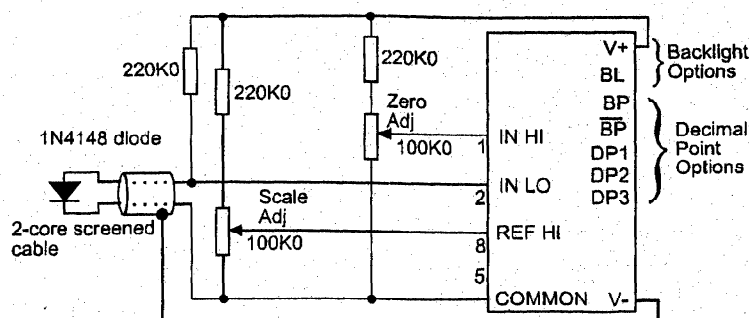 220K0
220K0
220K0
1N4148 diode
2-core screened
cable
Zero
Adj
100K0
Scale
Adj
100K0
1
IN HI
2
IN LO
8
REF HI
5
COMMON
V+
BL
BP
BP
DP1
DP2
DP3
V-
Backlight
Options
Decimal
Point
Options